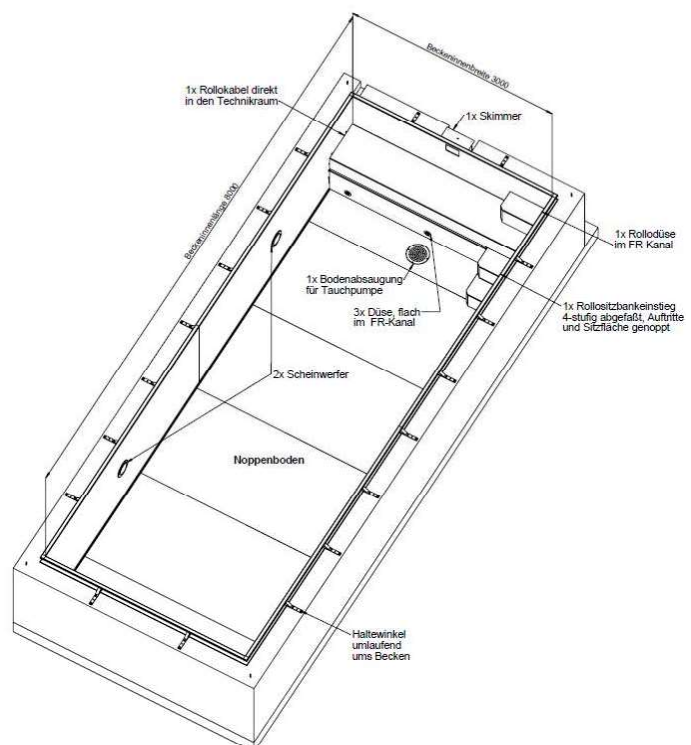 Beckeninnenbreite 3000
1x Rollokabel direkt
in den Technikraum
1x Skimmer
Beckeninnenlänge 8000
1x Rollodüse
im FR Kanal
1x Bodenabsaugung
für Tauchpumpe
3x Düse, flach
im FR-Kanal
1x Rollositzbankeinstieg
4-stufig abgefaßt, Auftritte
und Sitzfläche genoppt
2x Scheinwerfer
Noppenboden
Haltewinkel
umlaufend
ums Becken